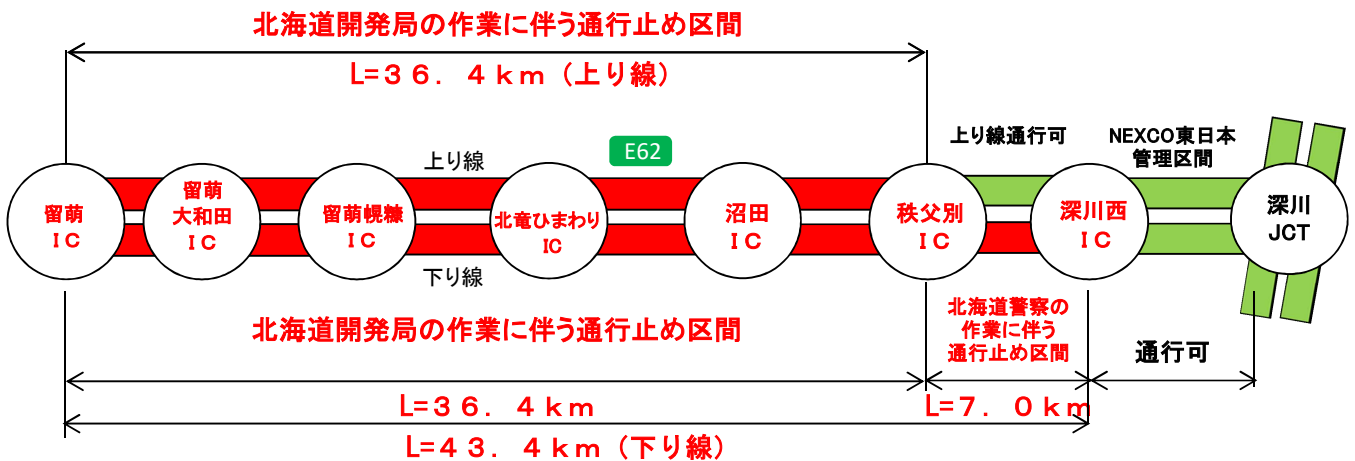 北海道開発局の作業に伴う通行止め区間
L=３６．４ｋｍ（上り線）
E62
上り線
上り線通行可
NEXCO東日本
管理区間
留萌
ＩＣ
留萌
大和田
ＩＣ
留萌幌糠
ＩＣ
北竜ひまわり
IC
沼田
ＩＣ
秩父別
ＩＣ
深川西
ＩＣ
深川
JCT
下り線
北海道開発局の作業に伴う通行止め区間
北海道警察の
作業に伴う
通行止め区間
通行可
L=３６．４ｋｍ
L=７．０ｋｍ
L=４３．４ｋｍ（下り線）